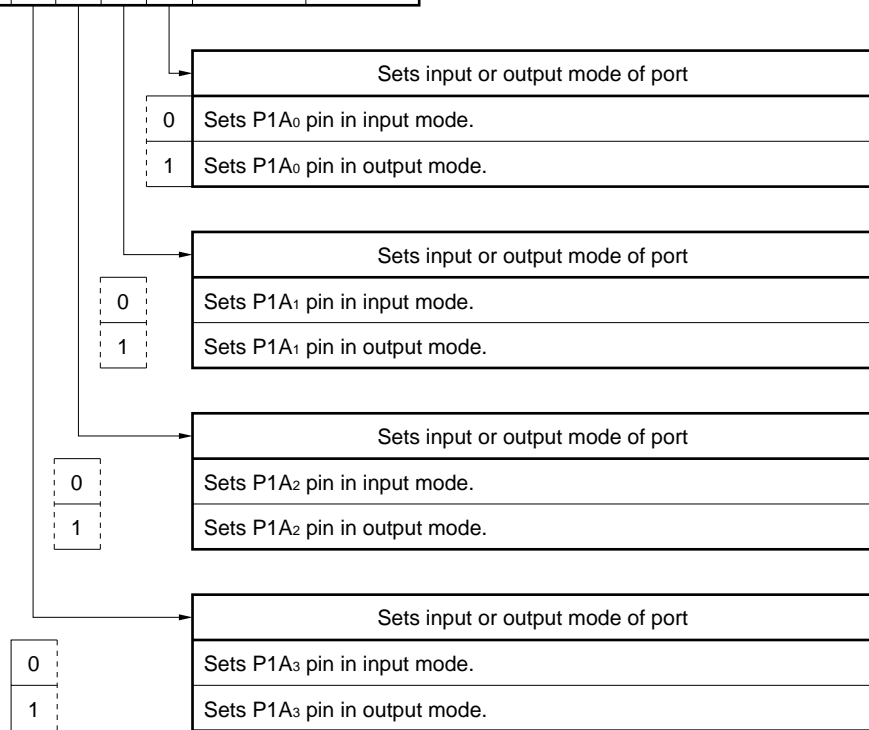 Sets input or output mode of port
0 Sets P1A₀ pin in input mode.
1 Sets P1A₀ pin in output mode.
Sets input or output mode of port
0 Sets P1A₁ pin in input mode.
1 Sets P1A₁ pin in output mode.
Sets input or output mode of port
0 Sets P1A₂ pin in input mode.
1 Sets P1A₂ pin in output mode.
Sets input or output mode of port
0 Sets P1A₃ pin in input mode.
1 Sets P1A₃ pin in output mode.